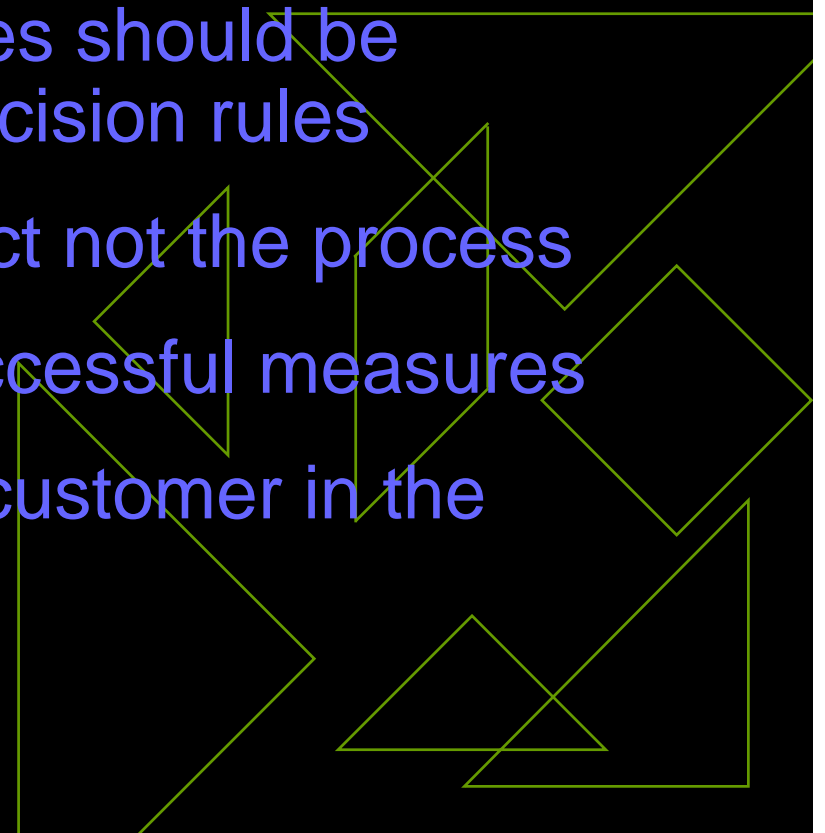 es should be
cision rules
ct not the process
ccessful measures
customer in the